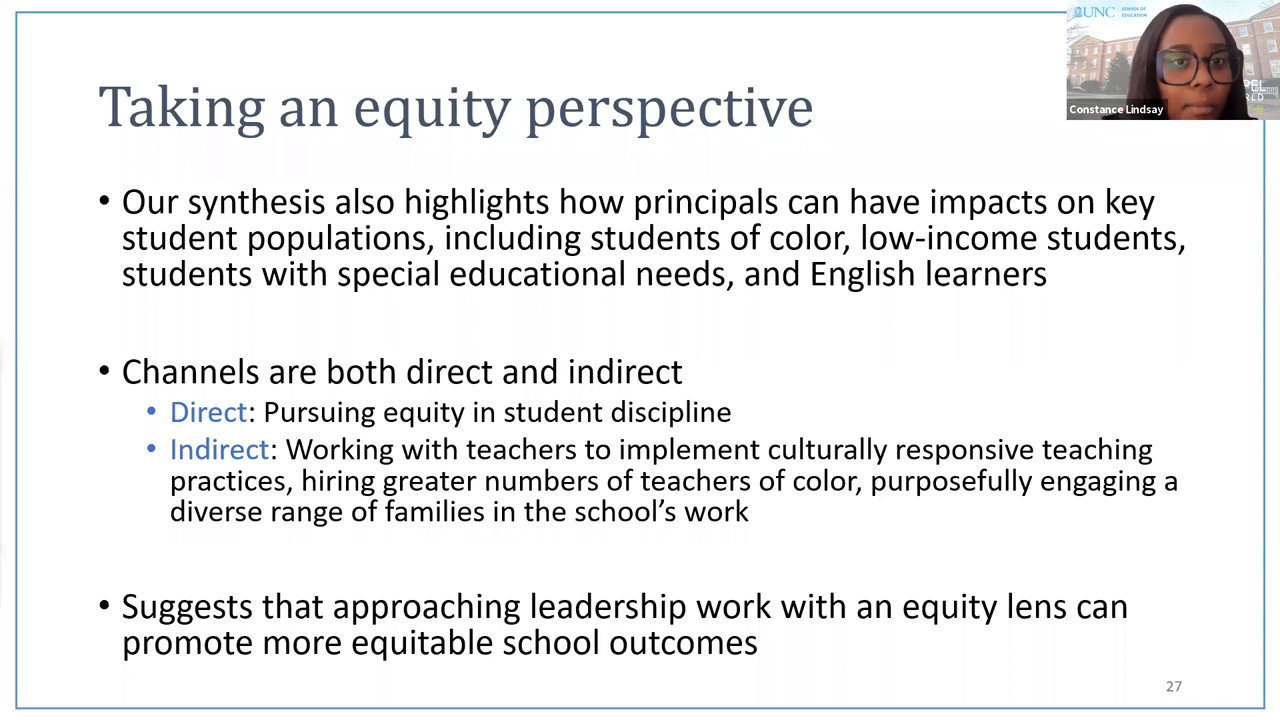 UNC
SCHOOL OF
EDUCATION
Constance Lindsay
Taking an equity perspective
• Our synthesis also highlights how principals can have impacts on key
student populations, including students of color, low-income students,
students with special educational needs, and English learners
• Channels are both direct and indirect
• Direct: Pursuing equity in student discipline
• Indirect: Working with teachers to implement culturally responsive teaching
practices, hiring greater numbers of teachers of color, purposefully engaging a
diverse range of families in the school’s work
• Suggests that approaching leadership work with an equity lens can
promote more equitable school outcomes
27